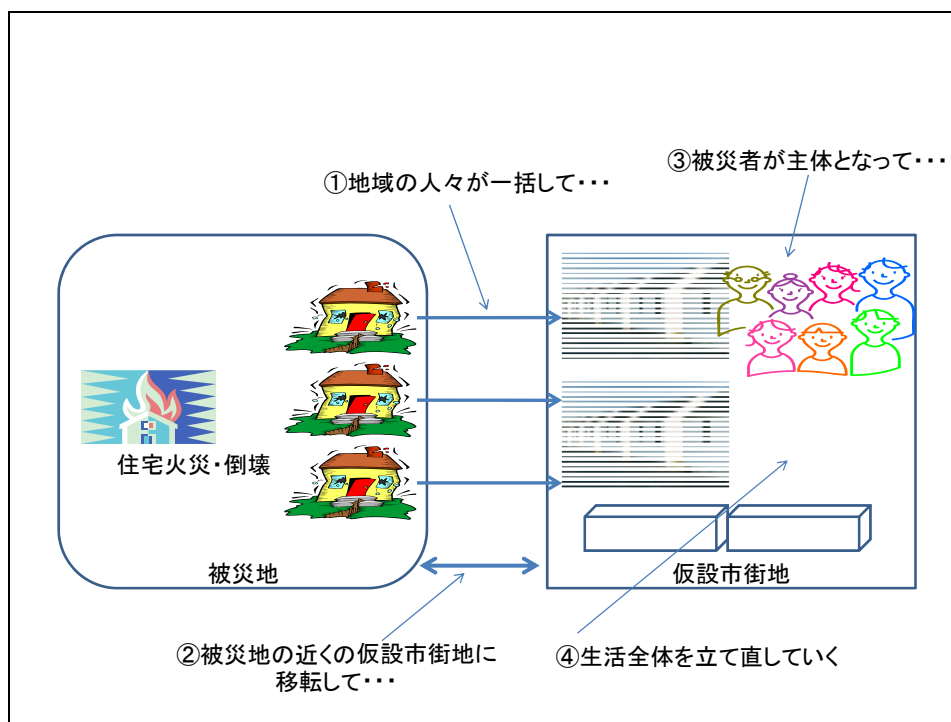 ③被災者が主体となって・・・
①地域の人々が一括して・・・
住宅火災・倒壊
被災地
仮設市街地
②被災地の近くの仮設市街地に
移転して・・・
④生活全体を立て直していく